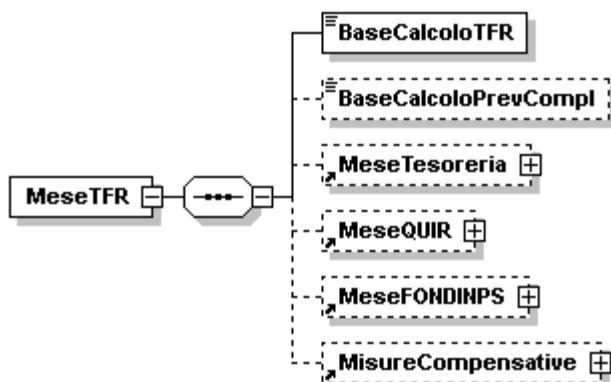 BaseCalcoloTFR
BaseCalcoloPrevCompl
MeseTesoreria
MeseTFR
MeseQUIR
MeseFONDINPS
MisureCompensative